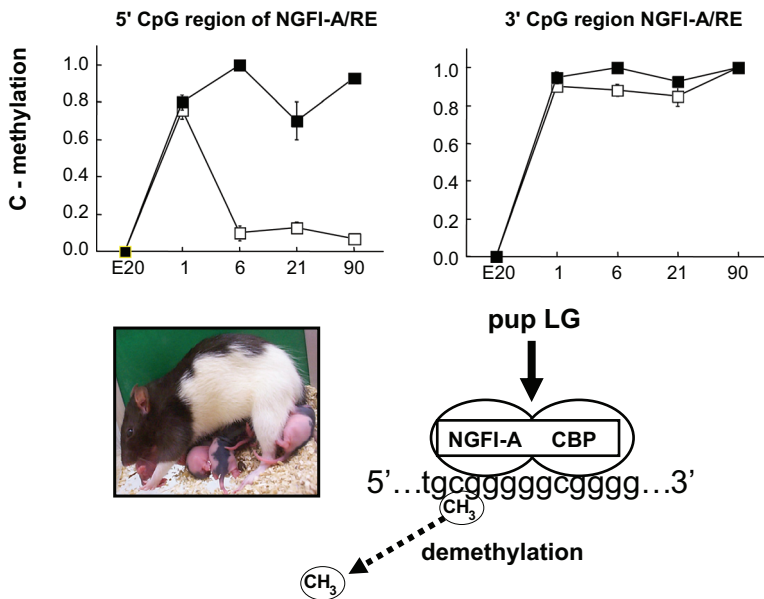 5' CpG region of NGFI-A/RE
3' CpG region NGFI-A/RE
C - methylation
1.0
0.8
0.6
0.4
0.2
0.0
E20 1 6 21 90
1.0
0.8
0.6
0.4
0.2
0.0
E20 1 6 21 90
pup LG
NGFI-A CBP
5’…tgcgggggcgggg…3’
CH3
demethylation
CH3